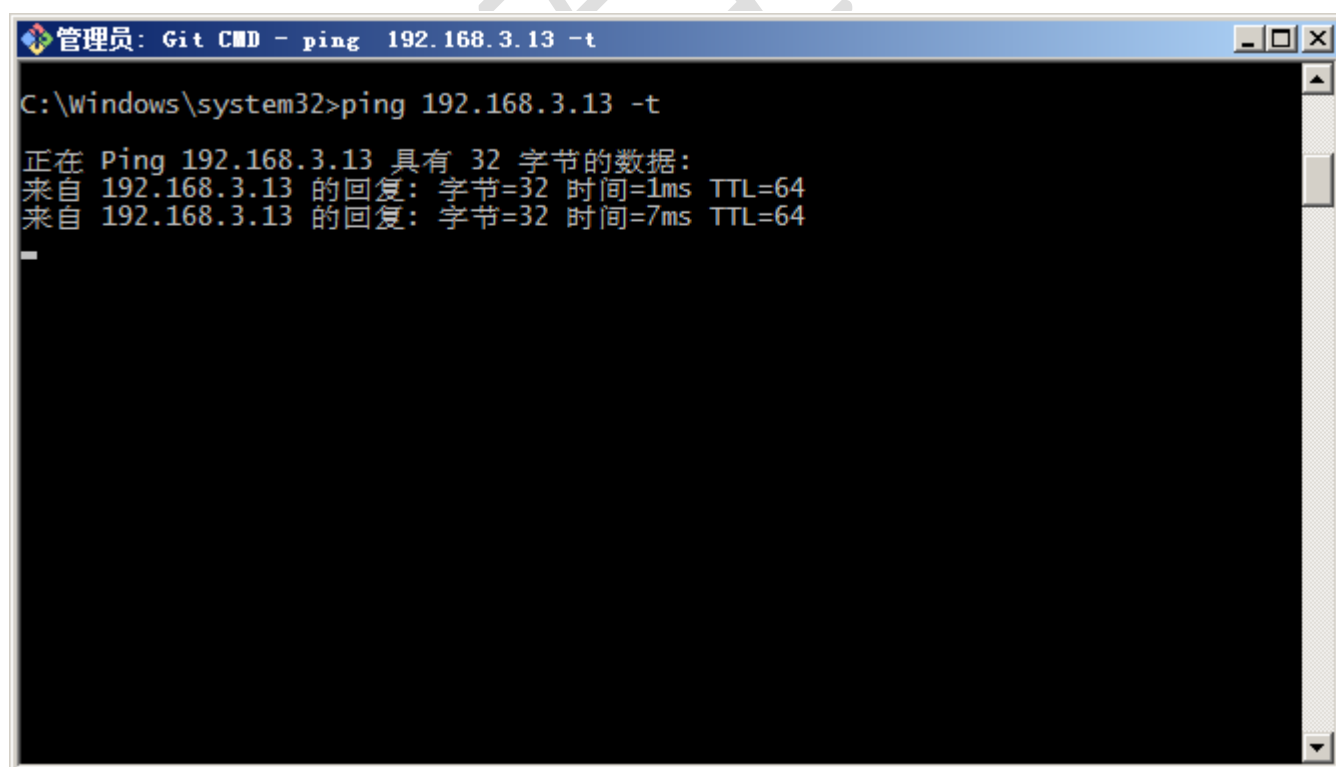 管理员: Git CMD - ping  192.168.3.13 -t
C:\Windows\system32>ping 192.168.3.13 -t
正在 Ping 192.168.3.13 具有 32 字节的数据:
来自 192.168.3.13 的回复: 字节=32 时间=1ms TTL=64
来自 192.168.3.13 的回复: 字节=32 时间=7ms TTL=64